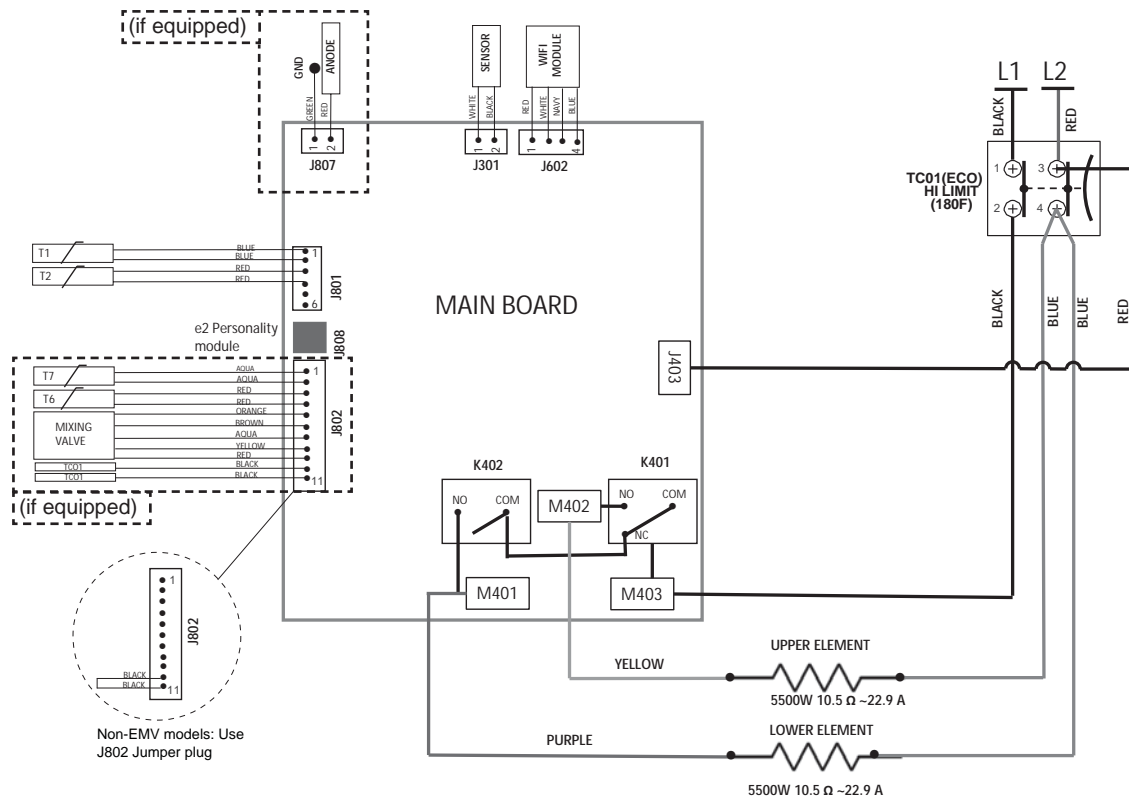 (if equipped)
GND
ANODE
GREEN
RED
1
2
J807
SENSOR
WHITE
BLACK
1
2
J301
WIFI
MODULE
RED
WHITE
NAVY
BLUE
1
4
J602
L1
L2
BLACK
RED
TC01(ECO)
HI LIMIT
(180F)
1
3
2
4
BLACK
BLUE
BLUE
RED
T1
T2
BLUE
BLUE
RED
RED
1
6
J801
MAIN BOARD
e2 Personality
module
J808
J403
T7
T6
MIXING
VALVE
TCO1
TCO1
AQUA
AQUA
RED
RED
ORANGE
BROWN
AQUA
YELLOW
RED
BLACK
BLACK
1
11
J802
(if equipped)
K402
NO
COM
M402
K401
NO
COM
NC
M401
M403
1
J802
BLACK
BLACK
11
Non-EMV models: Use
J802 Jumper plug
YELLOW
UPPER ELEMENT
5500W 10.5 Ω ~22.9 A
PURPLE
LOWER ELEMENT
5500W 10.5 Ω ~22.9 A